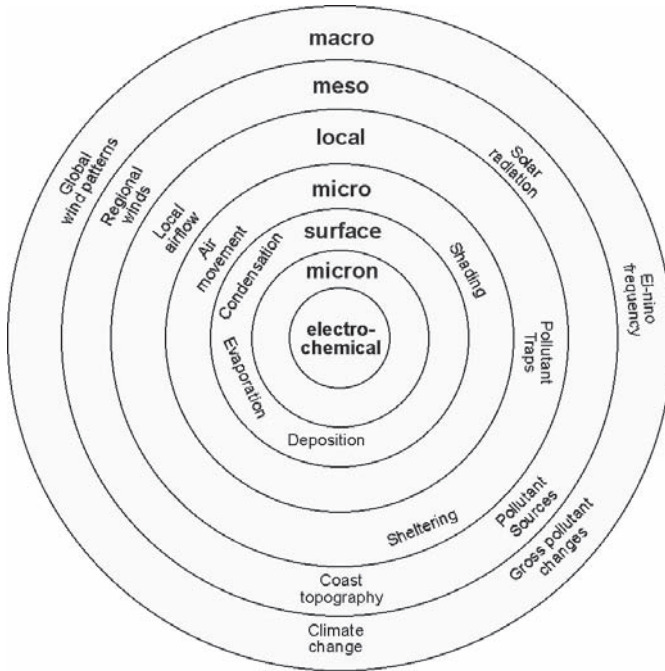 macro
meso
local
micro
surface
micron
electro-
chemical
Global
wind patterns
Regional
winds
Local
airflow
Air
movement
Condensation
Evaporation
Deposition
Solar
radiation
Shading
El-nino
frequency
Pollutant
Traps
Pollutant
Sources
Gross pollutant
changes
Sheltering
Coast
topography
Climate
change